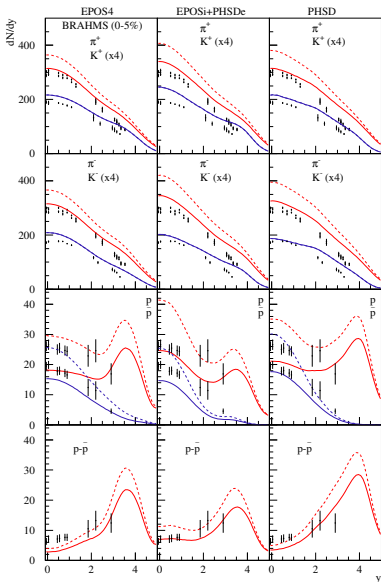 EPOS4 EPOSi+PHSDe PHSD
dN/dy
BRAHMS (0-5%)
π⁺ π⁺ π⁺
K⁺ (x4) K⁺ (x4) K⁺ (x4)
400
200
0
π⁻ π⁻ π⁻
K⁻(x4) K⁻(x4) K⁻(x4)
400
200
0
40
p p p
p̄ p̄ p̄
30
20
10
0
40
p-p̄ p-p̄ p-p̄
30
20
10
0
0 2 4 0 2 4 0 2 4 y